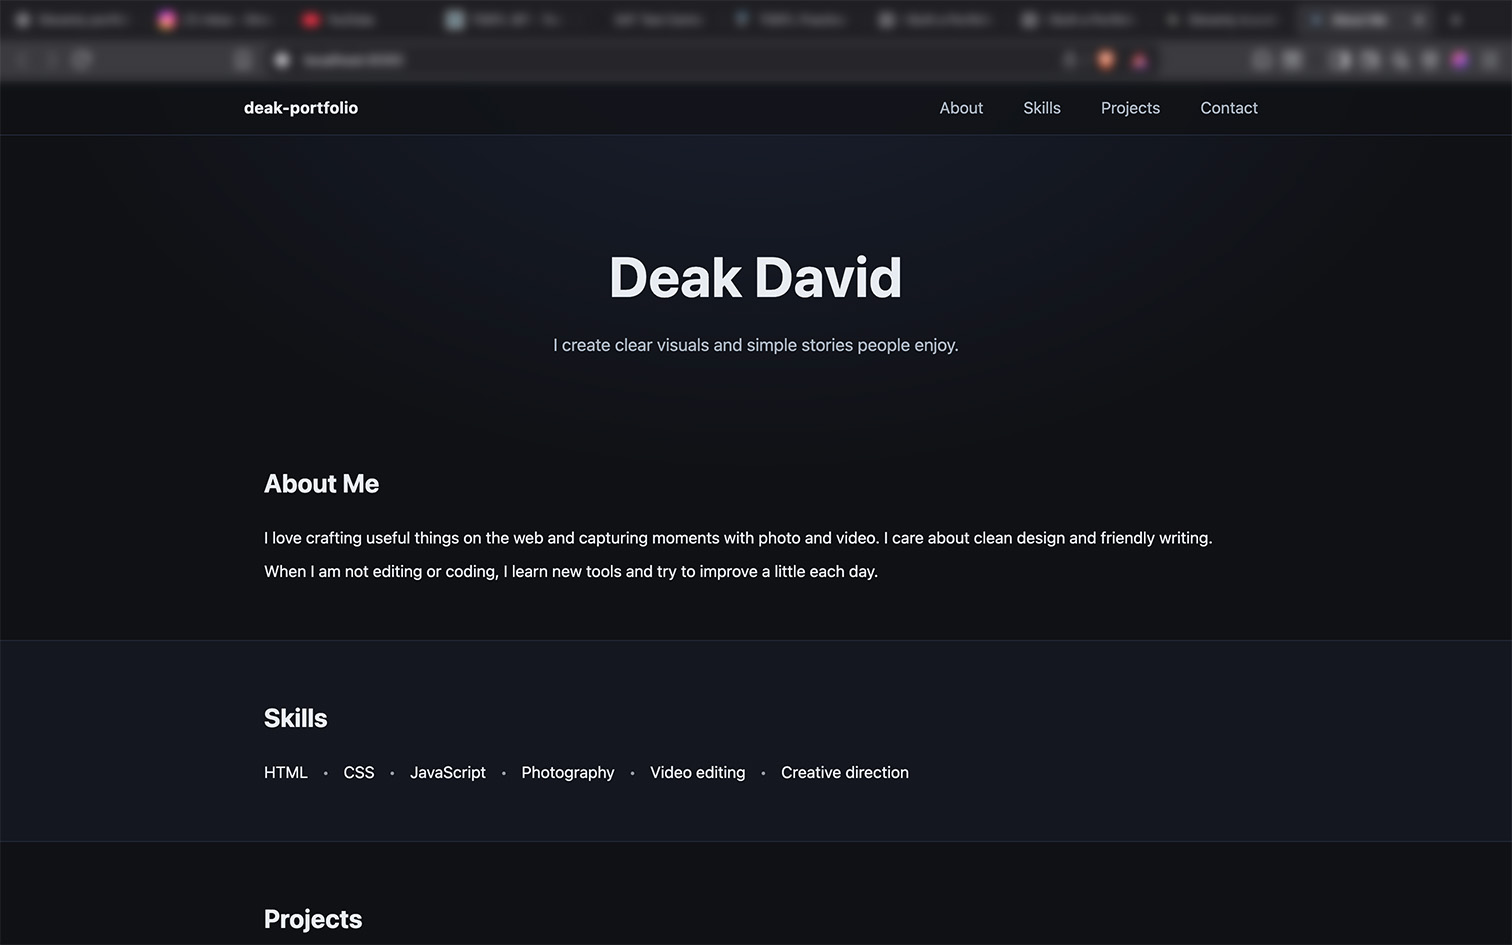 deak-portfolio
About Skills Projects Contact
Deak David
I create clear visuals and simple stories people enjoy.
About Me
I love crafting useful things on the web and capturing moments with photo and video. I care about clean design and friendly writing.
When I am not editing or coding, I learn new tools and try to improve a little each day.
Skills
HTML • CSS • JavaScript • Photography • Video editing • Creative direction
Projects